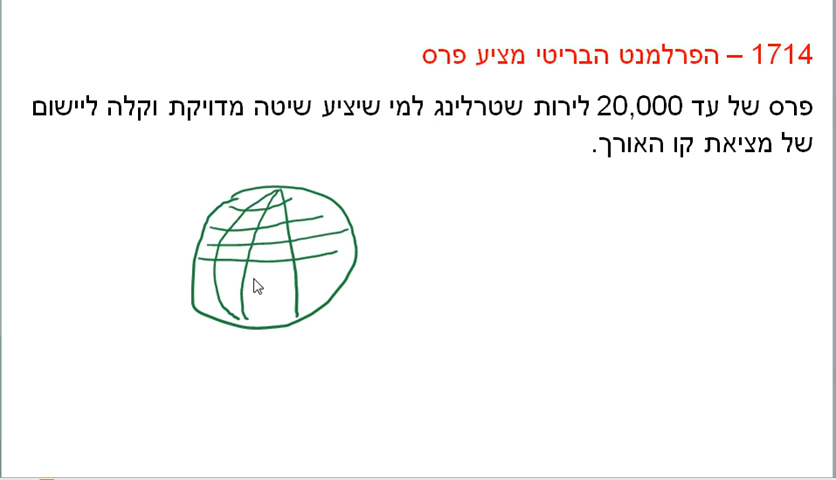 1714 – הפרלמנט הבריטי מציע פרס
פרס של עד 20,000 לירות שטרלינג למי שיציע שיטה מדויקת וקלה ליישום
של מציאת קו האורך.